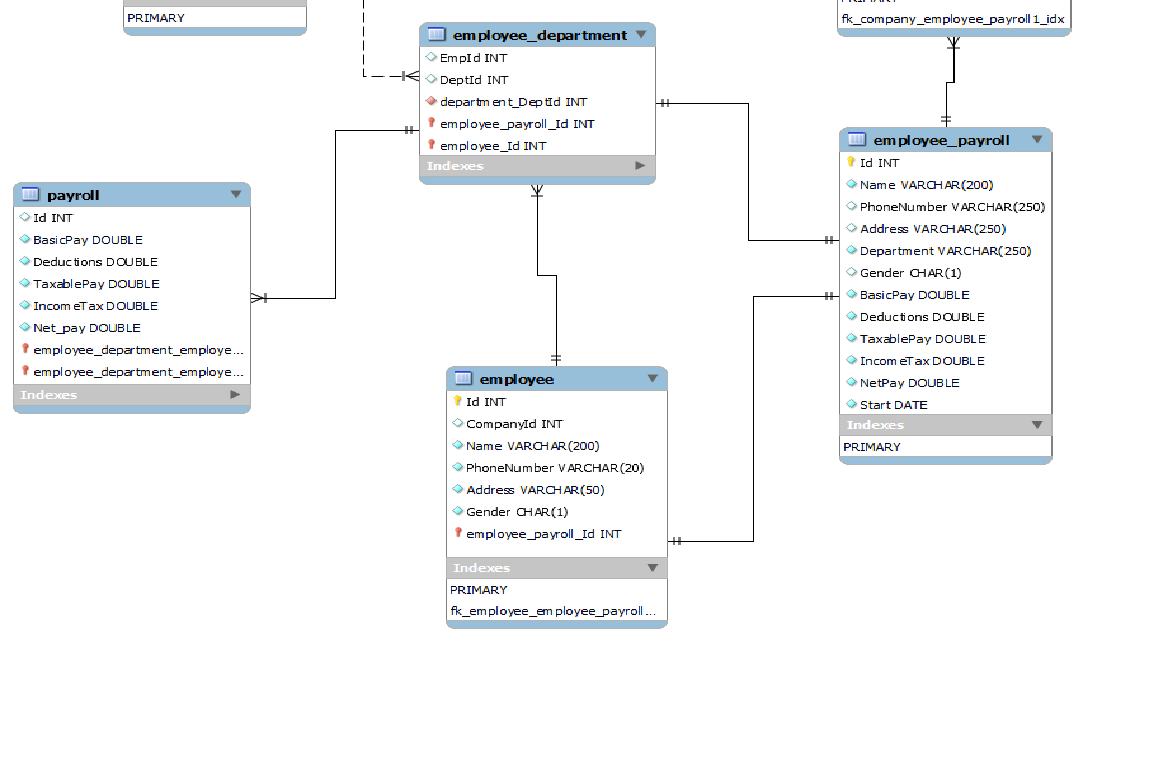 PRIMARY
fk_company_employee_payroll1_idx
employee_department
EmpId INT
DeptId INT
department_DeptId INT
employee_payroll_Id INT
employee_Id INT
Indexes
payroll
Id INT
BasicPay DOUBLE
Deductions DOUBLE
TaxablePay DOUBLE
IncomeTax DOUBLE
Net_pay DOUBLE
employee_department_employe...
employee_department_employe...
Indexes
employee_payroll
Id INT
Name VARCHAR(200)
PhoneNumber VARCHAR(250)
Address VARCHAR(250)
Department VARCHAR(250)
Gender CHAR(1)
BasicPay DOUBLE
Deductions DOUBLE
TaxablePay DOUBLE
IncomeTax DOUBLE
NetPay DOUBLE
Start DATE
Indexes
PRIMARY
employee
Id INT
CompanyId INT
Name VARCHAR(200)
PhoneNumber VARCHAR(20)
Address VARCHAR(50)
Gender CHAR(1)
employee_payroll_Id INT
Indexes
PRIMARY
fk_employee_employee_payroll...